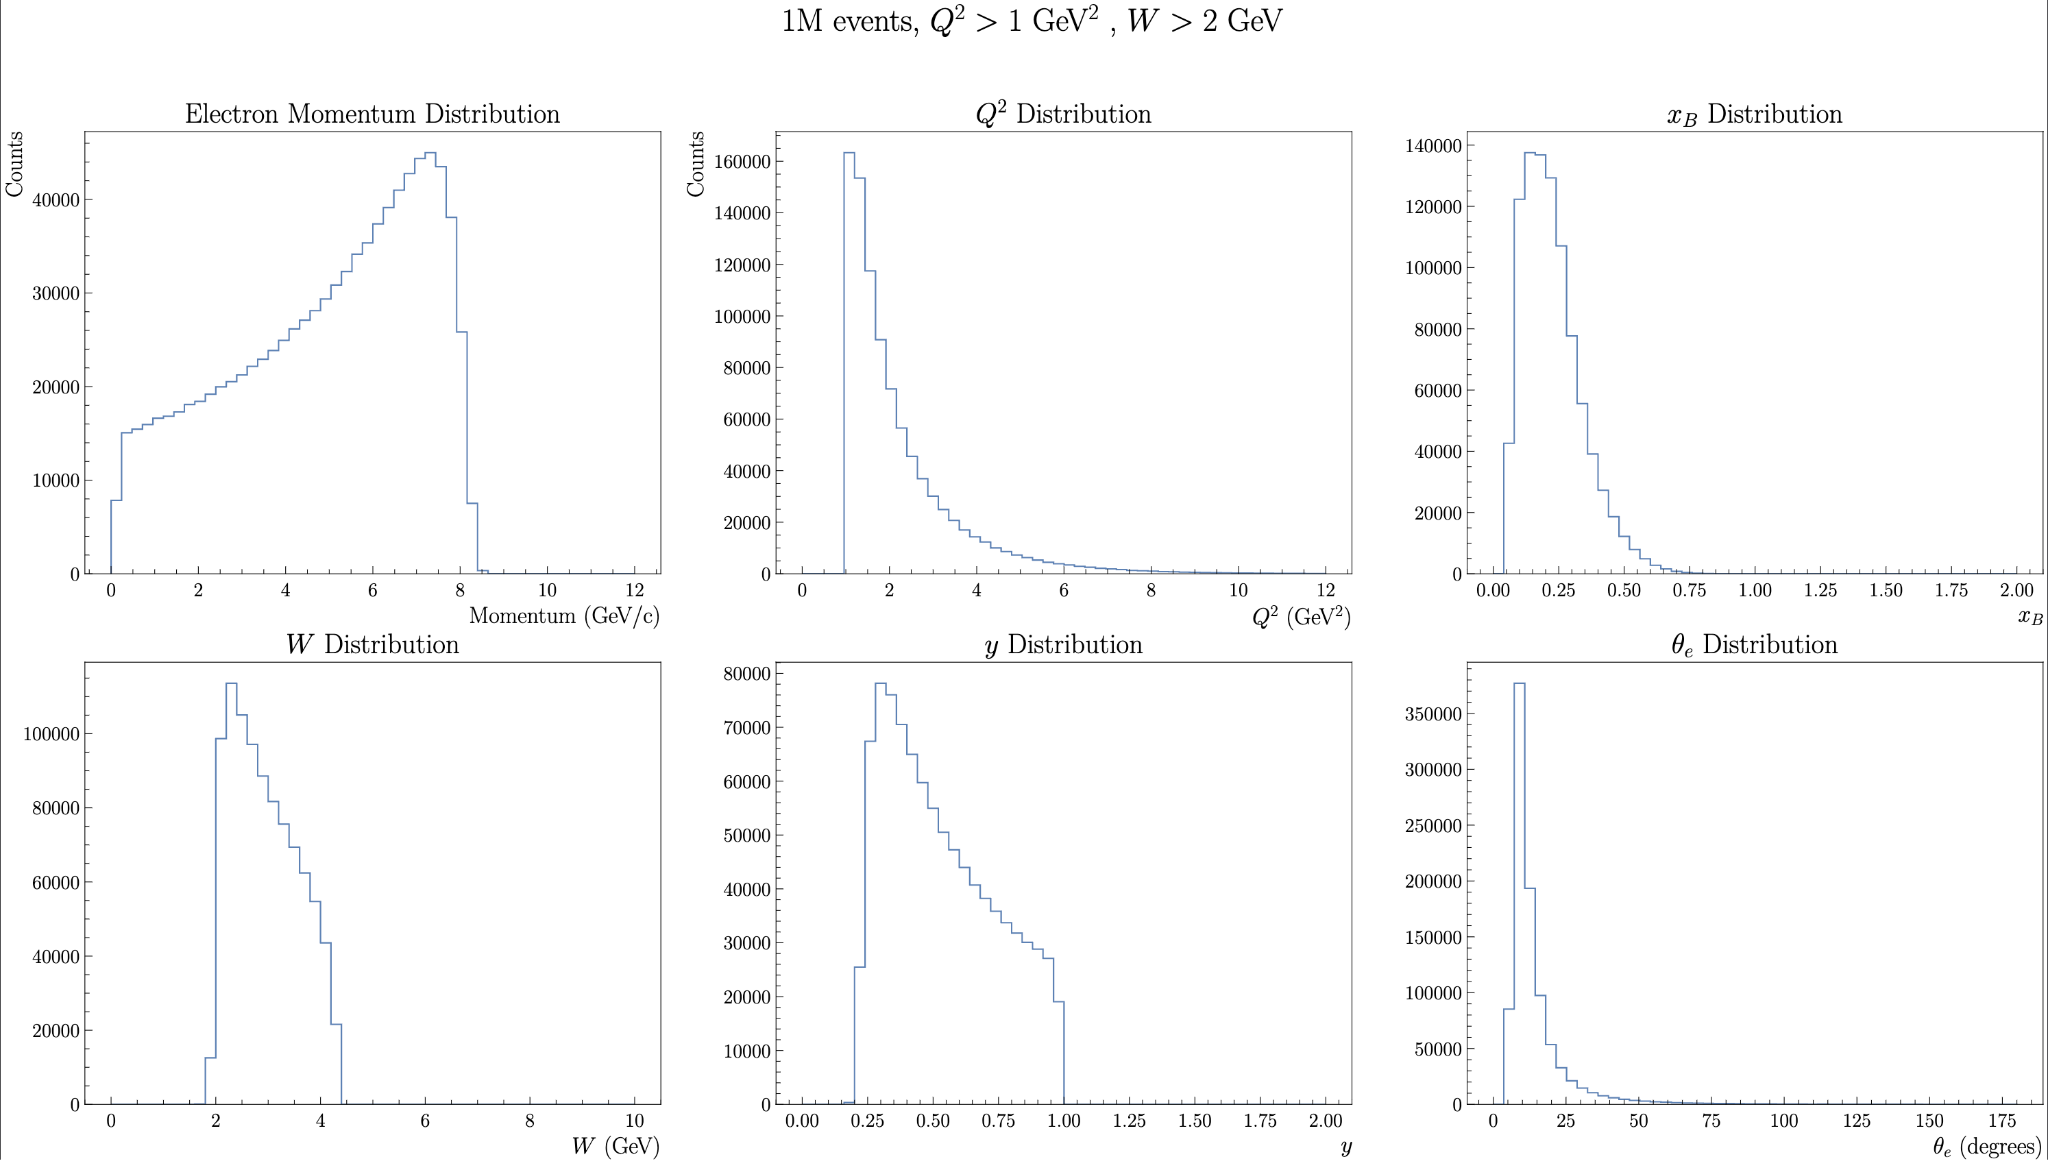 1M events, Q² > 1 GeV² , W > 2 GeV
Electron Momentum Distribution
Counts
40000
30000
20000
10000
0
0 2 4 6 8 10 12
Momentum (GeV/c)
Q² Distribution
Counts
160000
140000
120000
100000
80000
60000
40000
20000
0
0 2 4 6 8 10 12
Q² (GeV²)
x_B Distribution
140000
120000
100000
80000
60000
40000
20000
0
0.00 0.25 0.50 0.75 1.00 1.25 1.50 1.75 2.00
x_B
W Distribution
100000
80000
60000
40000
20000
0
0 2 4 6 8 10
W (GeV)
y Distribution
80000
70000
60000
50000
40000
30000
20000
10000
0
0.00 0.25 0.50 0.75 1.00 1.25 1.50 1.75 2.00
y
θ_e Distribution
350000
300000
250000
200000
150000
100000
50000
0
0 25 50 75 100 125 150 175
θ_e (degrees)